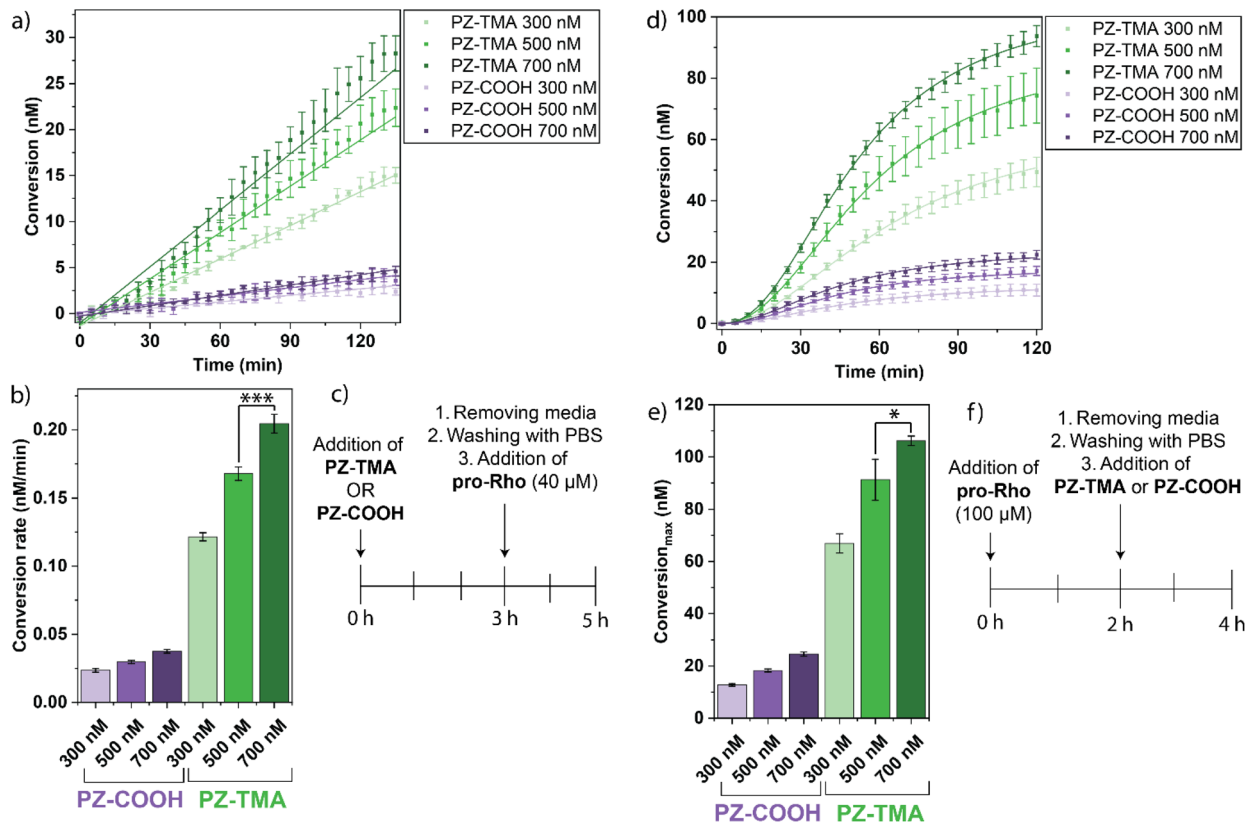 a)
PZ-TMA 300 nM
PZ-TMA 500 nM
PZ-TMA 700 nM
PZ-COOH 300 nM
PZ-COOH 500 nM
PZ-COOH 700 nM
30
25
20
15
10
5
0
Conversion (nM)
0
30
60
90
120
Time (min)
d)
PZ-TMA 300 nM
PZ-TMA 500 nM
PZ-TMA 700 nM
PZ-COOH 300 nM
PZ-COOH 500 nM
PZ-COOH 700 nM
100
80
60
40
20
0
Conversion (nM)
0
30
60
90
120
Time (min)
b)
***
0.20
0.15
0.10
0.05
0.00
Conversion rate (nM/min)
300 nM
500 nM
700 nM
300 nM
500 nM
700 nM
PZ-COOH
PZ-TMA
c)
Addition of
PZ-TMA
OR
PZ-COOH
1. Removing media
2. Washing with PBS
3. Addition of
pro-Rho (40 µM)
0 h
3 h
5 h
e)
*
120
100
80
60
40
20
0
Conversionmax (nM)
300 nM
500 nM
700 nM
300 nM
500 nM
700 nM
PZ-COOH
PZ-TMA
f)
Addition of
pro-Rho
(100 µM)
1. Removing media
2. Washing with PBS
3. Addition of
PZ-TMA or PZ-COOH
0 h
2 h
4 h